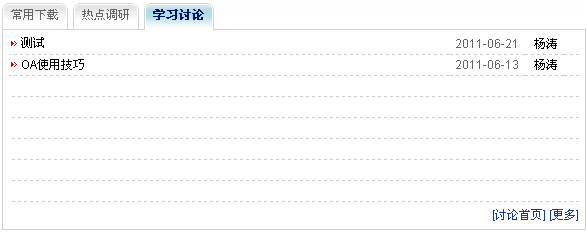 常用下载 热点调研 学习讨论
测试 2011-06-21 杨涛
OA使用技巧 2011-06-13 杨涛
[讨论首页] [更多]